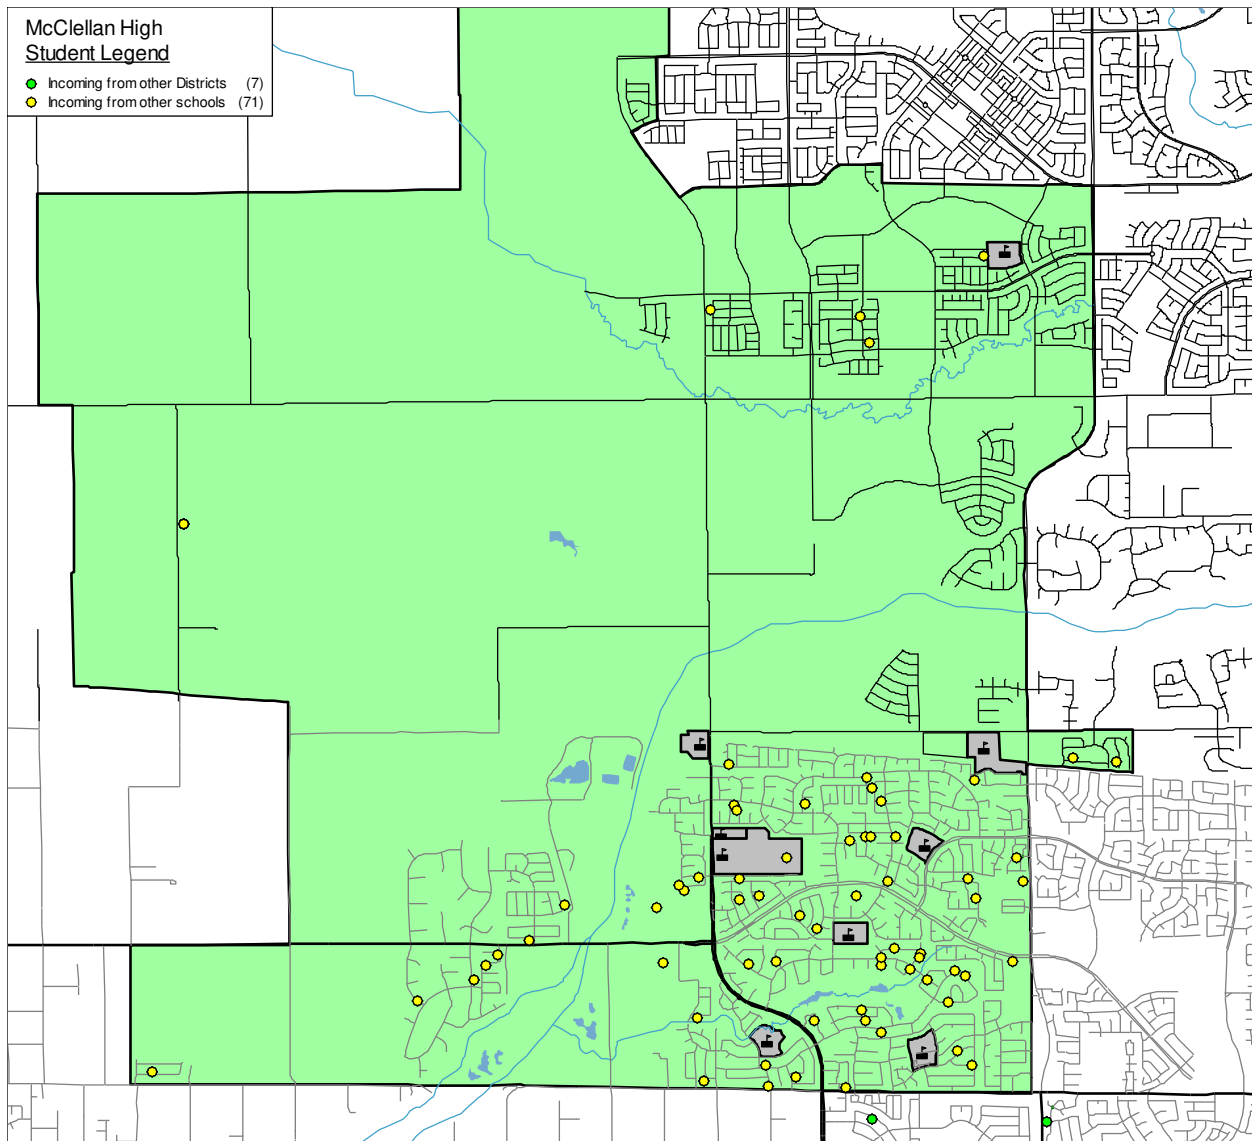 McClellan High
Student Legend
Incoming from other Districts (7)
Incoming from other schools (71)